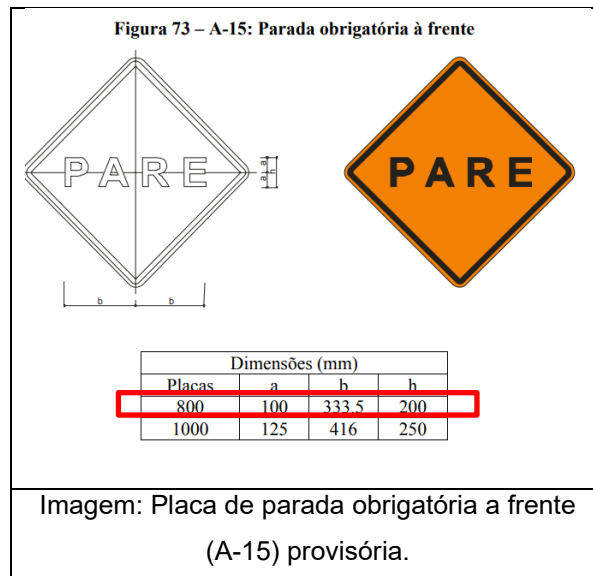 Figura 73 – A-15: Parada obrigatória à frente
PARE
a
a
h
b b
PARE
Dimensões (mm)
Placas a b h
800 100 333.5 200
1000 125 416 250
Imagem: Placa de parada obrigatória a frente
(A-15) provisória.